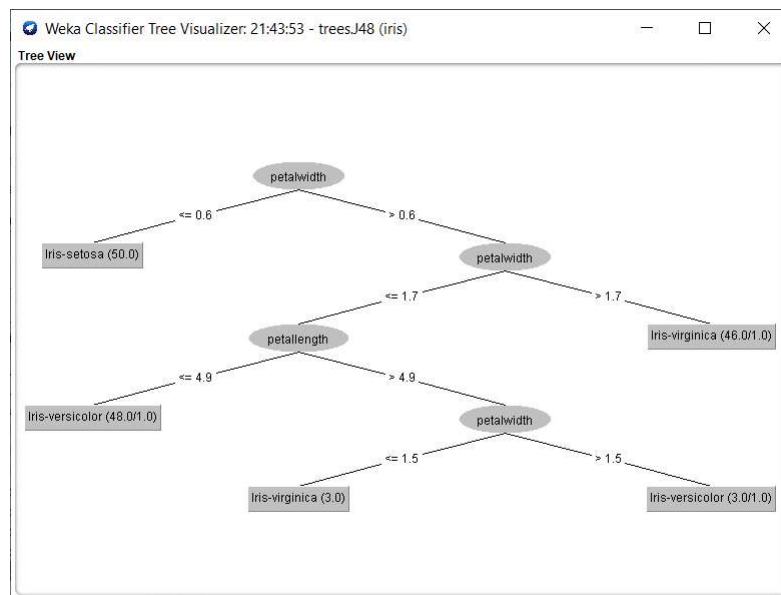 Weka Classifier Tree Visualizer: 21:43:53 - trees.J48 (iris)
Tree View
petalwidth
<= 0.6
> 0.6
Iris-setosa (50.0)
petalwidth
<= 1.7
> 1.7
petallength
Iris-virginica (46.0/1.0)
<= 4.9
> 4.9
Iris-versicolor (48.0/1.0)
petalwidth
<= 1.5
> 1.5
Iris-virginica (3.0)
Iris-versicolor (3.0/1.0)